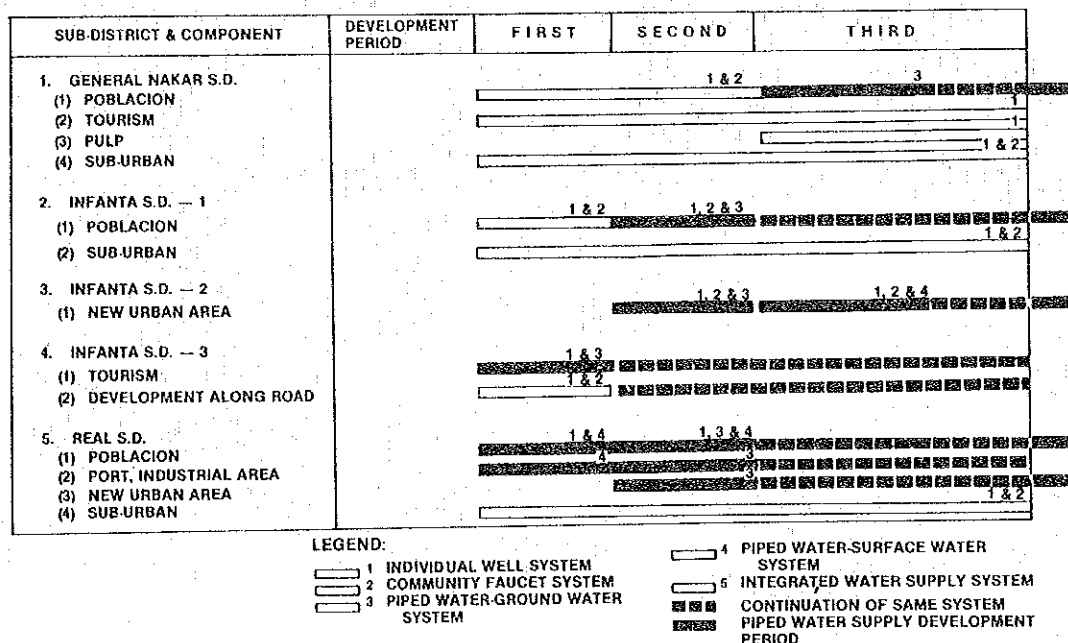 SUB-DISTRICT & COMPONENT
DEVELOPMENT
PERIOD
FIRST
SECOND
THIRD
1. GENERAL NAKAR S.D.
1 & 2
3
(1) POBLACION
1
(2) TOURISM
1
(3) PULP
1 & 2
(4) SUB-URBAN
2. INFANTA S.D. — 1
1 & 2
1, 2 & 3
(1) POBLACION
1 & 2
(2) SUB-URBAN
3. INFANTA S.D. — 2
1, 2 & 3
1, 2 & 4
(1) NEW URBAN AREA
4. INFANTA S.D. — 3
1 & 3
(1) TOURISM
1 & 2
(2) DEVELOPMENT ALONG ROAD
5. REAL S.D.
1 & 4
1, 3 & 4
(1) POBLACION
4
3
(2) PORT, INDUSTRIAL AREA
3
(3) NEW URBAN AREA
1 & 2
(4) SUB-URBAN
LEGEND:
1 INDIVIDUAL WELL SYSTEM
2 COMMUNITY FAUCET SYSTEM
3 PIPED WATER-GROUND WATER
SYSTEM
4 PIPED WATER-SURFACE WATER
SYSTEM
5 INTEGRATED WATER SUPPLY SYSTEM
CONTINUATION OF SAME SYSTEM
PIPED WATER SUPPLY DEVELOPMENT
PERIOD